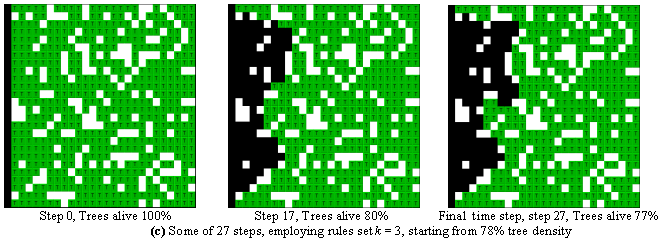 Step 0, Trees alive 100%
Step 17, Trees alive 80%
Final time step, step 27, Trees alive 77%
(c) Some of 27 steps, employing rules set k = 3, starting from 78% tree density